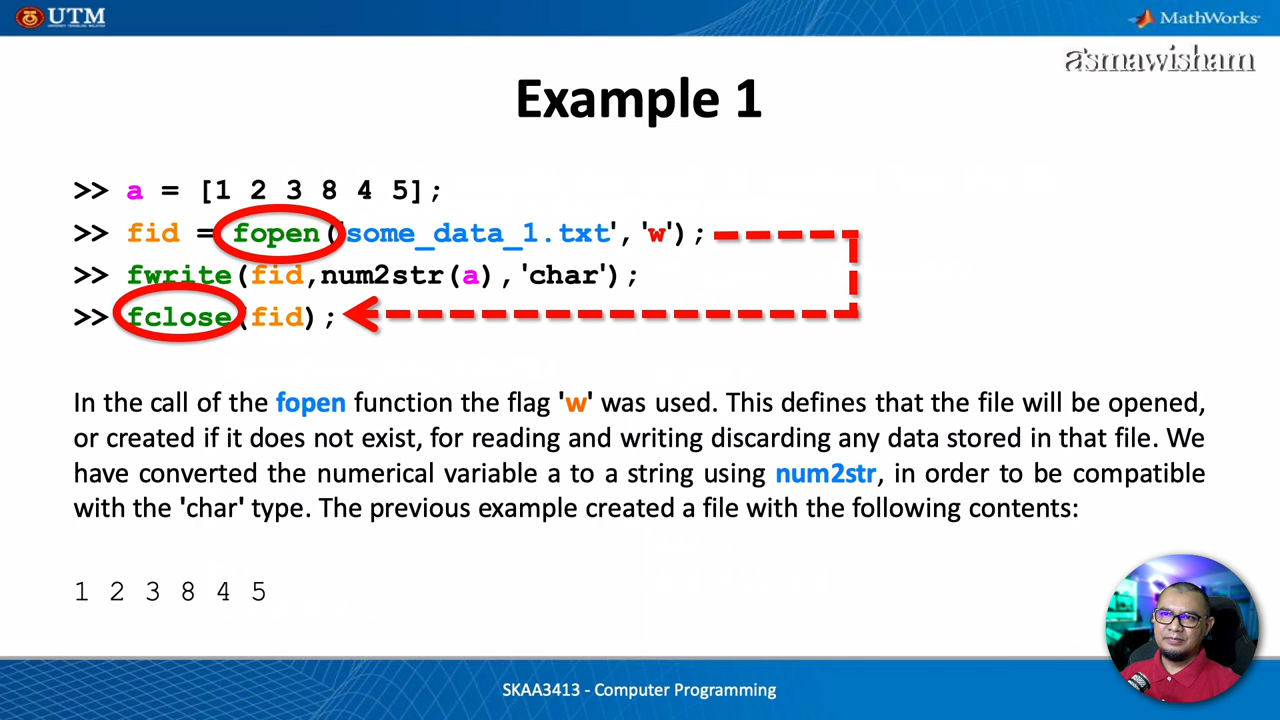 UTM
UNIVERSITI TEKNOLOGI MALAYSIA
MathWorks
asmawisham
Example 1
>> a = [1 2 3 8 4 5];
>> fid = fopen('some_data_1.txt','w');
>> fwrite(fid,num2str(a),'char');
>> fclose(fid);
In the call of the fopen function the flag 'w' was used. This defines that the file will be opened,
or created if it does not exist, for reading and writing discarding any data stored in that file. We
have converted the numerical variable a to a string using num2str, in order to be compatible
with the 'char' type. The previous example created a file with the following contents:
1 2 3 8 4 5
SKAA3413 - Computer Programming